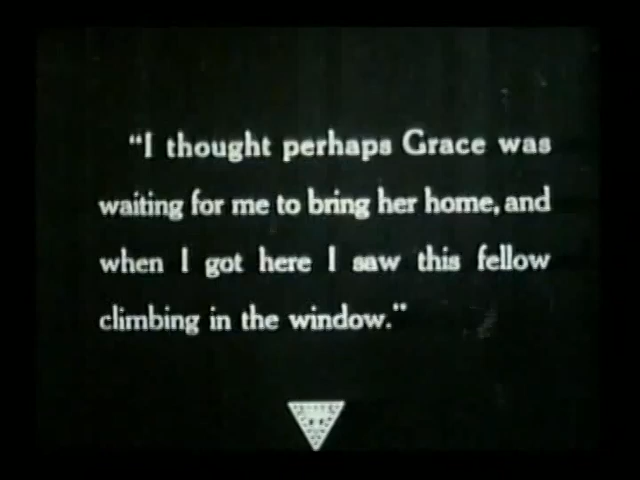 “I thought perhaps Grace was
waiting for me to bring her home, and
when I got here I saw this fellow
climbing in the window.”